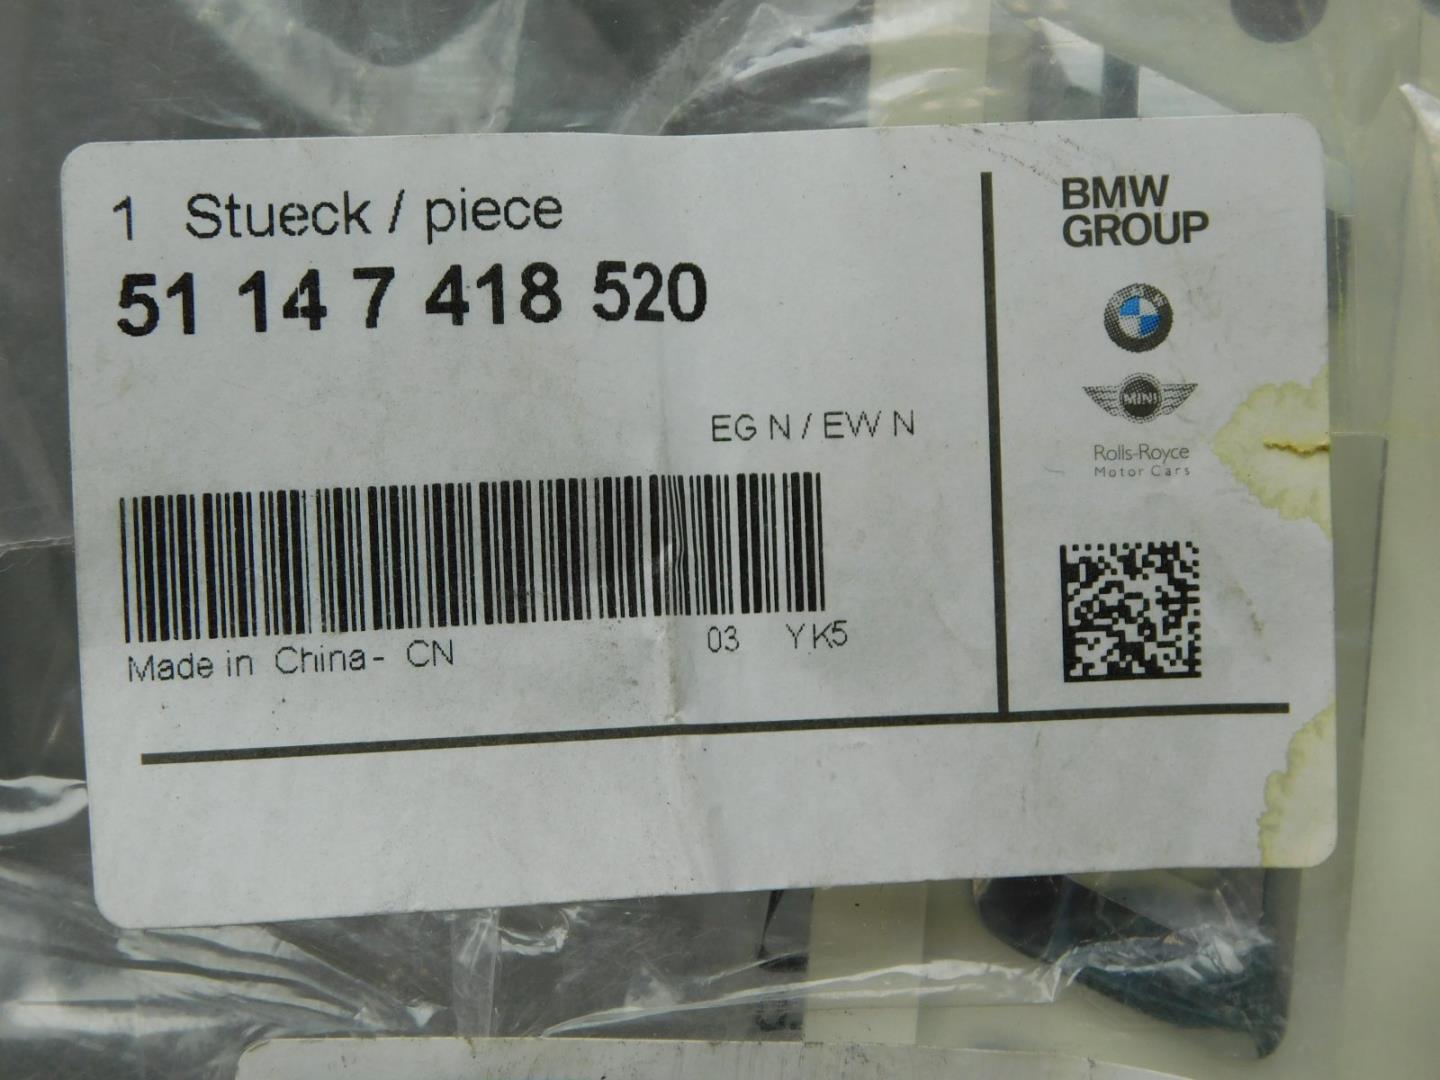 1 Stueck / piece
51 14 7 418 520
EG N / EW N
Made in China - CN
03 YK5
BMW
GROUP
BMW
MINI
Rolls-Royce
Motor Cars